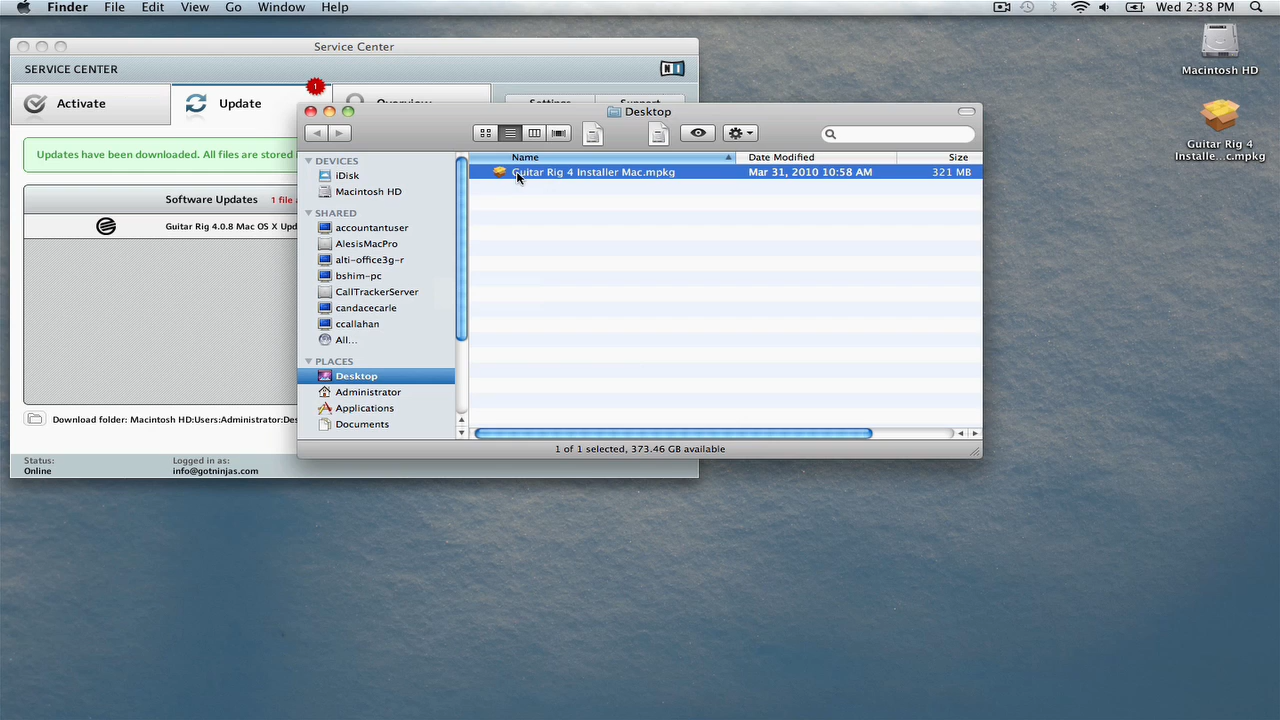 Finder File Edit View Go Window Help Wed 2:38 PM
Service Center
SERVICE CENTER
Activate
Update
1
Overview
Settings
Support
Updates have been downloaded. All files are stored
Software Updates 1 file
Guitar Rig 4.0.8 Mac OS X Upd
Download folder: Macintosh HD:Users:Administrator:Des
Status:
Online
Logged in as:
info@gotninjas.com
Desktop
DEVICES
iDisk
Macintosh HD
SHARED
accountantuser
AlesisMacPro
alti-office3g-r
bshim-pc
CallTrackerServer
candacecarle
ccallahan
All...
PLACES
Desktop
Administrator
Applications
Documents
Name Date Modified Size
Guitar Rig 4 Installer Mac.mpkg Mar 31, 2010 10:58 AM 321 MB
1 of 1 selected, 373.46 GB available
Macintosh HD
Guitar Rig 4
Installe...c.mpkg